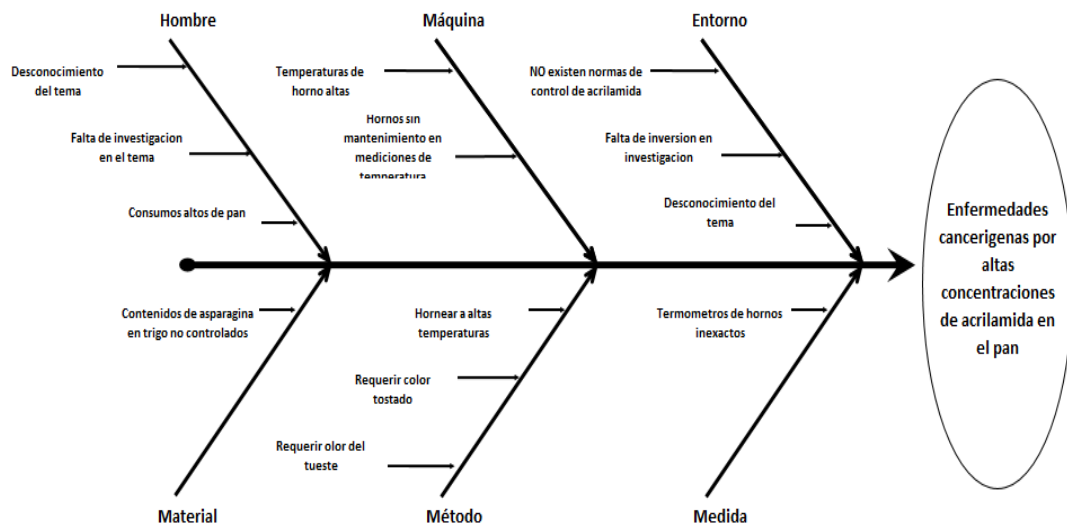 Hombre
Máquina
Entorno
Desconocimiento
del tema
Falta de investigacion
en el tema
Consumos altos de pan
Temperaturas de
horno altas
Hornos sin
mantenimiento en
mediciones de
temperatura
NO existen normas de
control de acrilamida
Falta de inversion en
investigacion
Desconocimiento del
tema
Enfermedades
cancerigenas por
altas
concentraciones
de acrilamida en
el pan
Contenidos de asparagina
en trigo no controlados
Hornear a altas
temperaturas
Requerir color
tostado
Requerir olor del
tueste
Termometros de hornos
inexactos
Material
Método
Medida